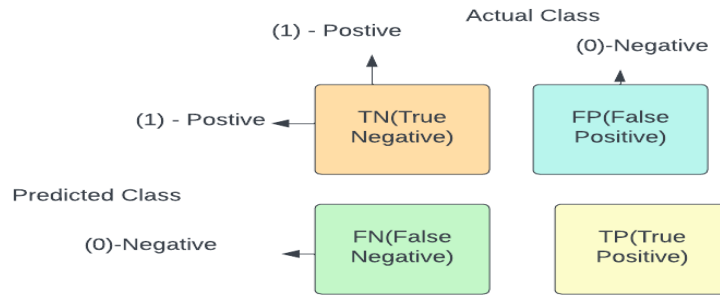 Actual Class
(1) - Postive
(0)-Negative
(1) - Postive
TN(True
Negative)
FP(False
Positive)
Predicted Class
(0)-Negative
FN(False
Negative)
TP(True
Positive)